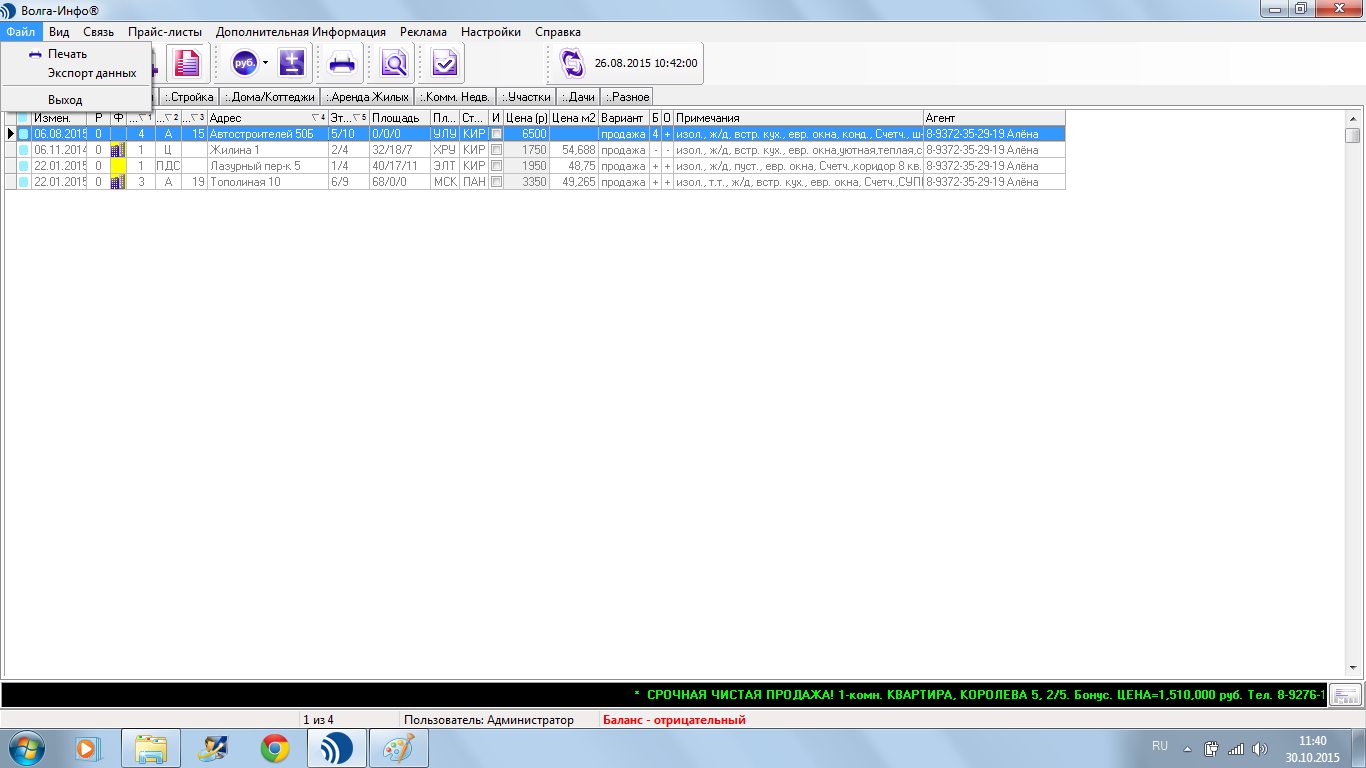 Волга-Инфо®
Файл Вид Связь Прайс-листы Дополнительная Информация Реклама Настройки Справка
Печать
Экспорт данных
Выход
руб. 26.08.2015 10:42:00
:.Стройка :.Дома/Коттеджи :.Аренда Жилых :.Комм. Недв. :.Участки :.Дачи :.Разное
Измен. Р Ф ... 1 ... 2 ... 3 Адрес 4 Эт... 5 Площадь Пл... Ст... И Цена (р) Цена м2 Вариант Б О Примечания Агент
06.08.2015 0 4 А 15 Автостроителей 50Б 5/10 0/0/0 УЛУ КИР 6500 продажа 4 + изол., ж/д, встр. кух., евр. окна, конд., Счетч., ш 8-9372-35-29-19 Алёна
06.11.2014 0 1 Ц Жилина 1 2/4 32/18/7 ХРУ КИР 1750 54,688 продажа - - изол., ж/д, встр. кух., евр. окна,уютная,теплая,с 8-9372-35-29-19 Алёна
22.01.2015 0 1 ПДС Лазурный пер-к 5 1/4 40/17/11 ЭЛТ КИР 1950 48,75 продажа + + изол., ж/д, пуст., евр. окна, Счетч.,коридор 8 кв. 8-9372-35-29-19 Алёна
22.01.2015 0 3 А 19 Тополиная 10 6/9 68/0/0 МСК ПАН 3350 49,265 продажа + + изол., т.т., ж/д, встр. кух., евр. окна, Счетч.,СУП 8-9372-35-29-19 Алёна
* СРОЧНАЯ ЧИСТАЯ ПРОДАЖА! 1-комн. КВАРТИРА, КОРОЛЕВА 5, 2/5. Бонус. ЦЕНА=1,510,000 руб. Тел. 8-9276-1
1 из 4 Пользователь: Администратор Баланс - отрицательный
RU 11:40
30.10.2015